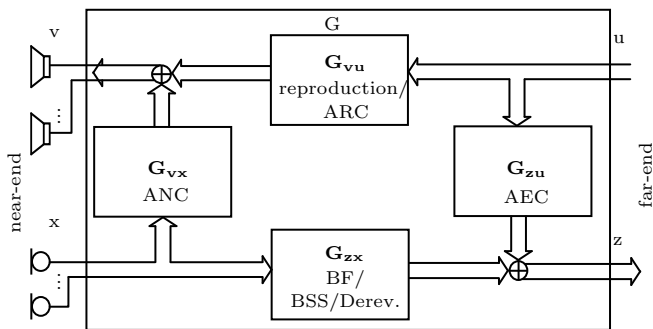 G
v
u
G_vu
reproduction/
ARC
...
G_vx
ANC
G_zu
AEC
near-end
far-end
x
z
G_zx
BF/
BSS/Derev.
...